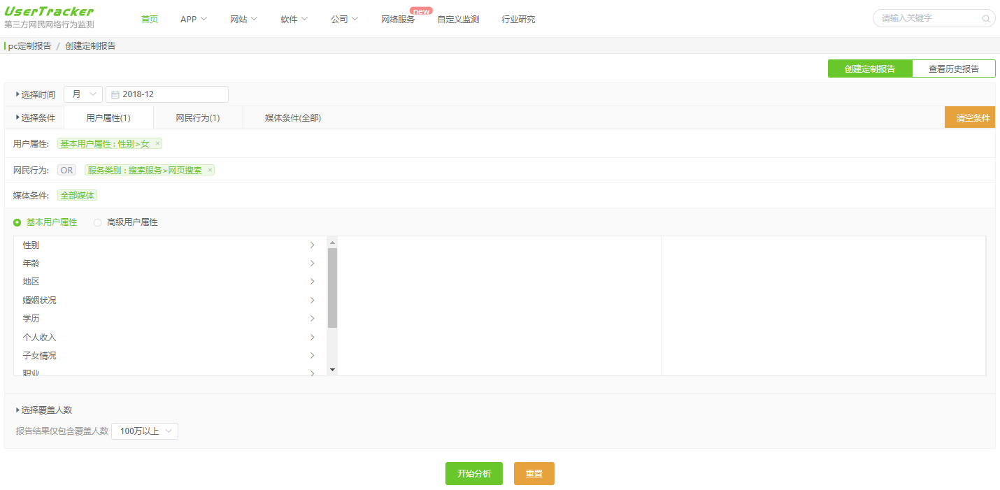 UserTracker
第三方网民网络行为监测
首页 APP 网站 软件 公司 网络服务 new 自定义监测 行业研究
请输入关键字
pc定制报告 / 创建定制报告
创建定制报告 查看历史报告
选择时间 月 2018-12
选择条件 用户属性(1) 网民行为(1) 媒体条件(全部) 清空条件
用户属性: 基本用户属性 : 性别>女 ×
网民行为: OR 服务类别 : 搜索服务>网页搜索 ×
媒体条件: 全部媒体
基本用户属性 高级用户属性
性别
年龄
地区
婚姻状况
学历
个人收入
子女情况
职业
选择覆盖人数
报告结果仅包含覆盖人数 100万以上
开始分析 重置